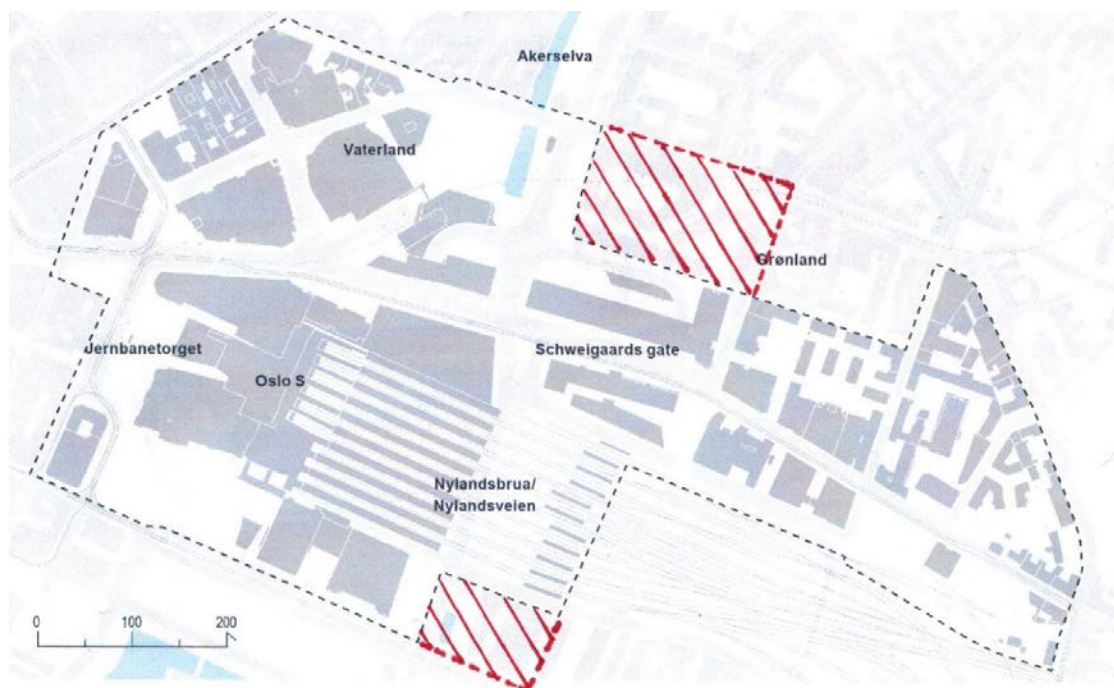 Akerselva
Vaterland
Grønland
Jernbanetorget
Schweigaards gate
Oslo S
Nylandsbrua/
Nylandsveien
0 100 200